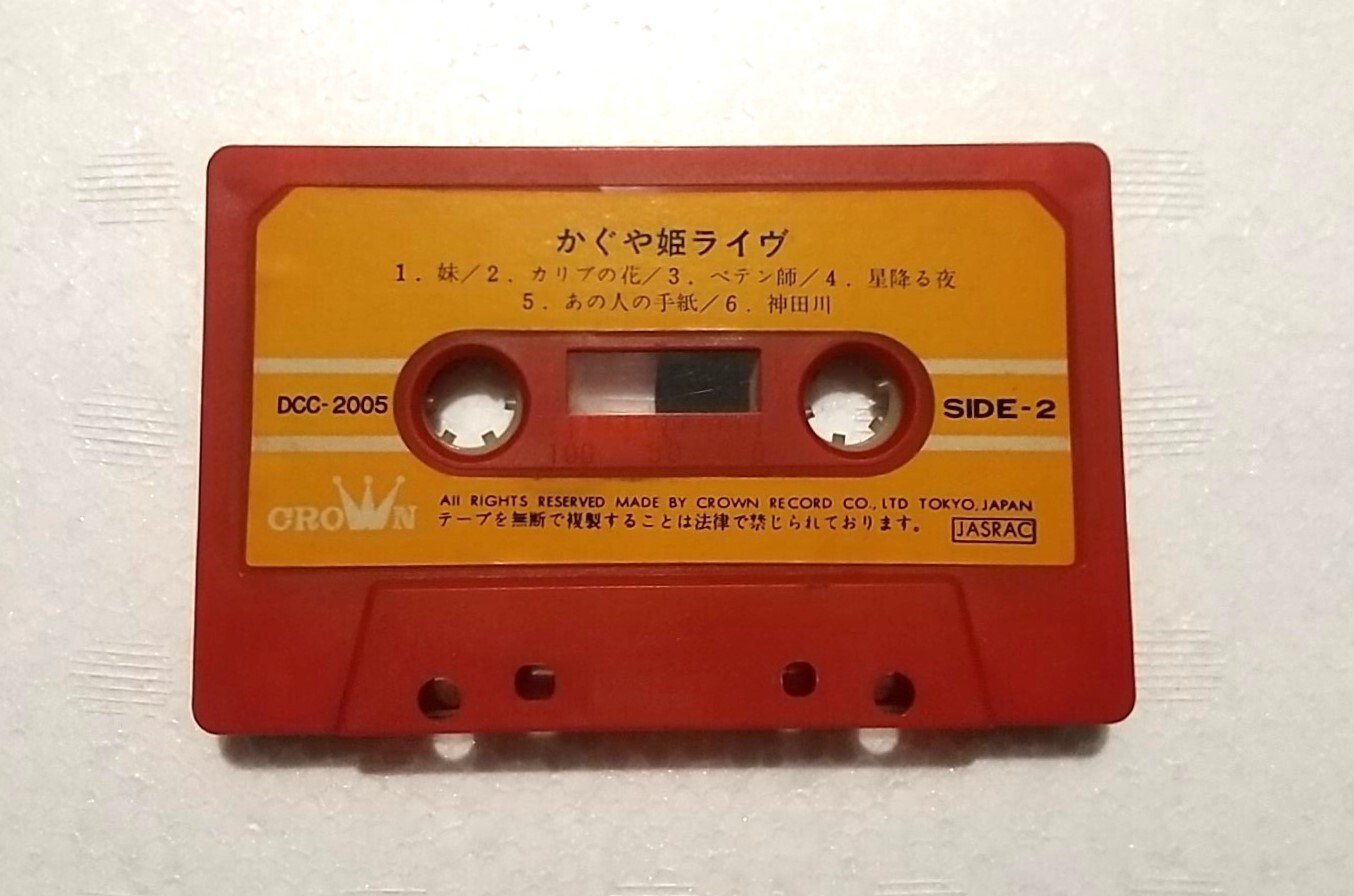 かぐや姫ライヴ
1. 妹/2. カリブの花/3. ペテン師/4. 星降る夜
5. あの人の手紙/6. 神田川
DCC-2005
SIDE-2
100 50 0
CROWN
All RIGHTS RESERVED MADE BY CROWN RECORD CO., LTD TOKYO, JAPAN
テープを無断で複製することは法律で禁じられております。
JASRAC